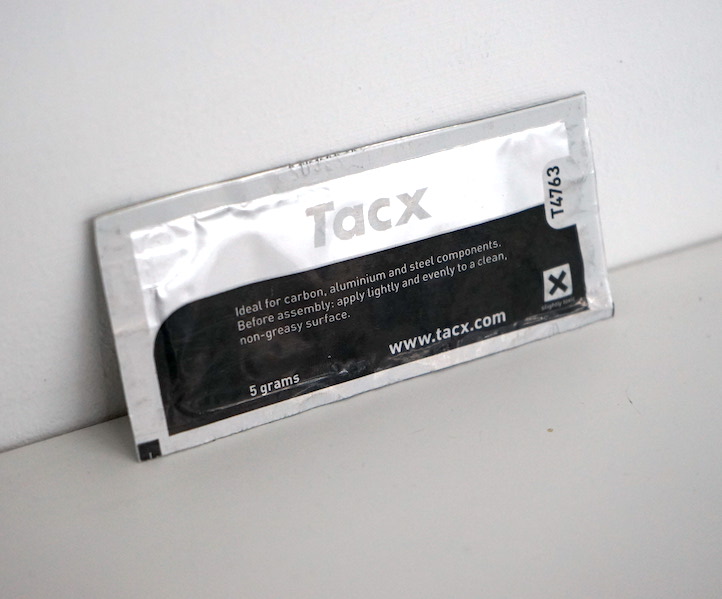 Tacx
T4763
Ideal for carbon, aluminium and steel components.
Before assembly: apply lightly and evenly to a clean,
non-greasy surface.
www.tacx.com
5 grams